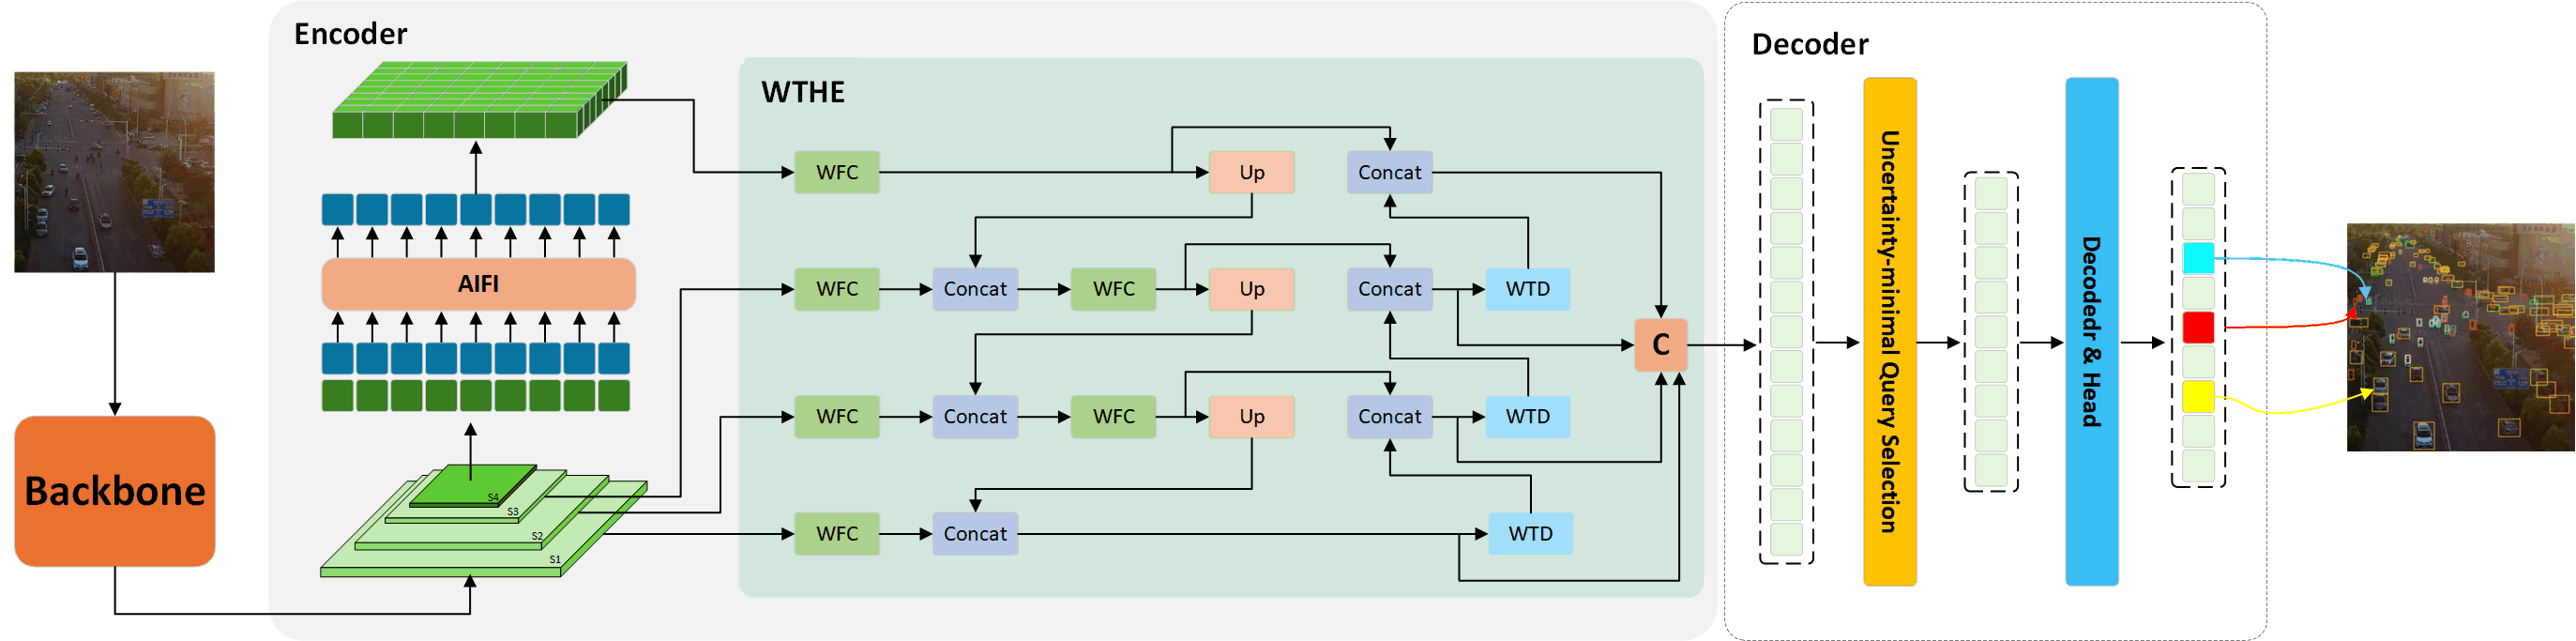 Encoder
Decoder
WTHE
WFC
Up
Concat
AIFI
WFC
Concat
WFC
Up
Concat
WTD
C
WFC
Concat
WFC
Up
Concat
WTD
WFC
Concat
WTD
S4
S3
S2
S1
Backbone
Uncertainty-minimal Query Selection
Decodedr & Head